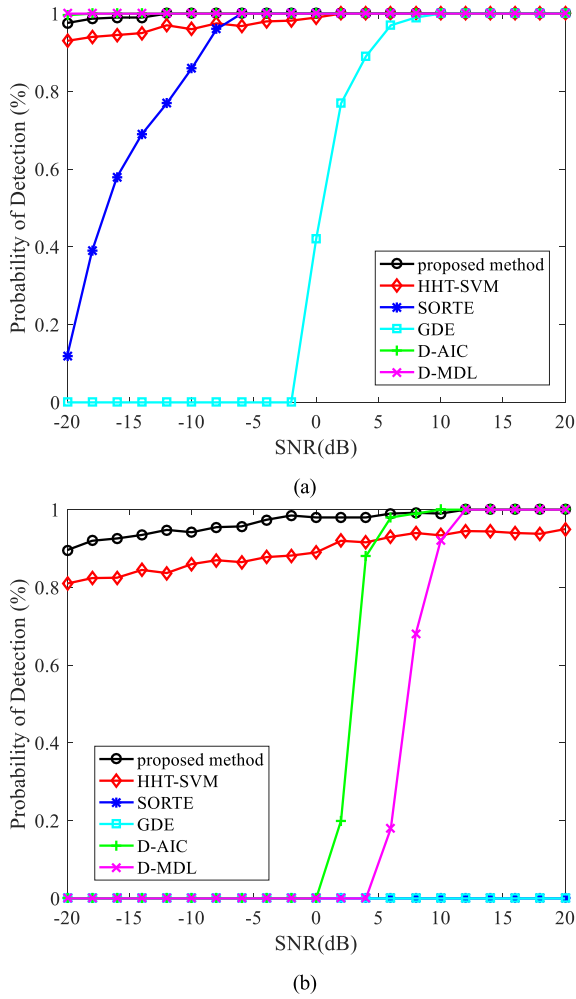 1
0.8
0.6
0.4
0.2
0
Probability of Detection (%)
proposed method
HHT-SVM
SORTE
GDE
D-AIC
D-MDL
-20 -15 -10 -5 0 5 10 15 20
SNR(dB)
(a)
1
0.8
0.6
0.4
0.2
0
Probability of Detection (%)
proposed method
HHT-SVM
SORTE
GDE
D-AIC
D-MDL
-20 -15 -10 -5 0 5 10 15 20
SNR(dB)
(b)